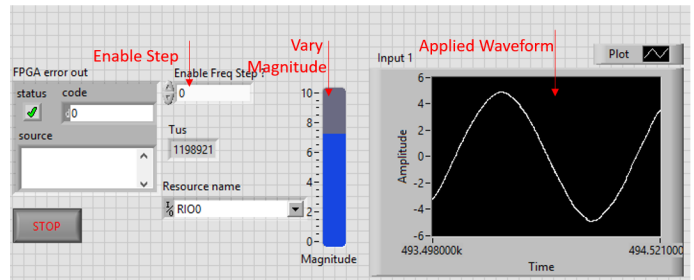 Enable Step
Vary
Magnitude
Applied Waveform
Plot
Input 1
FPGA error out
status
code
d0
source
STOP
Enable Freq Step ?
0
Tus
1198921
Resource name
I/O
RIO0
10-
8-
6-
4-
2-
0-
Magnitude
6-
4-
2-
0-
-2-
-4-
-6-
Amplitude
493.498000k
494.521000
Time